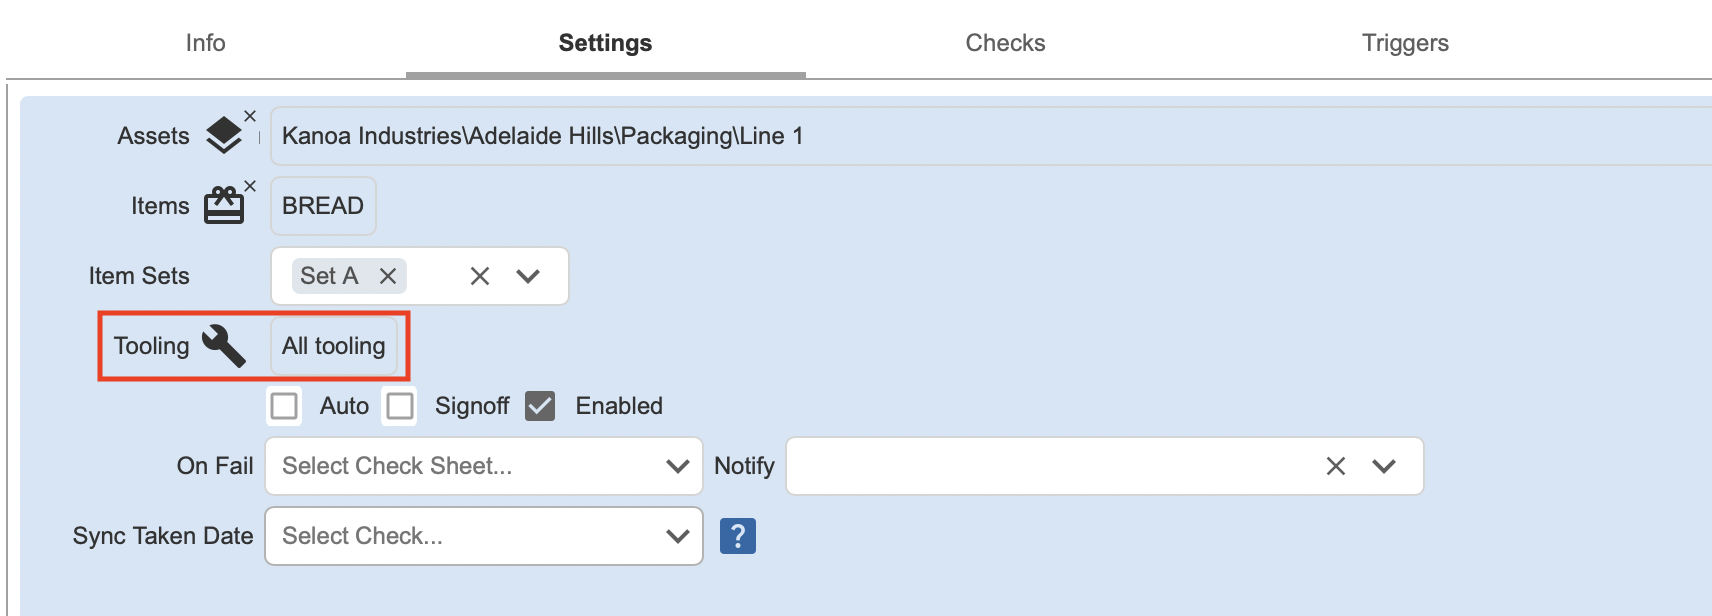 Info Settings Checks Triggers
Assets Kanoa Industries\Adelaide Hills\Packaging\Line 1
Items BREAD
Item Sets Set A
Tooling All tooling
Auto Signoff Enabled
On Fail Select Check Sheet... Notify
Sync Taken Date Select Check... ?